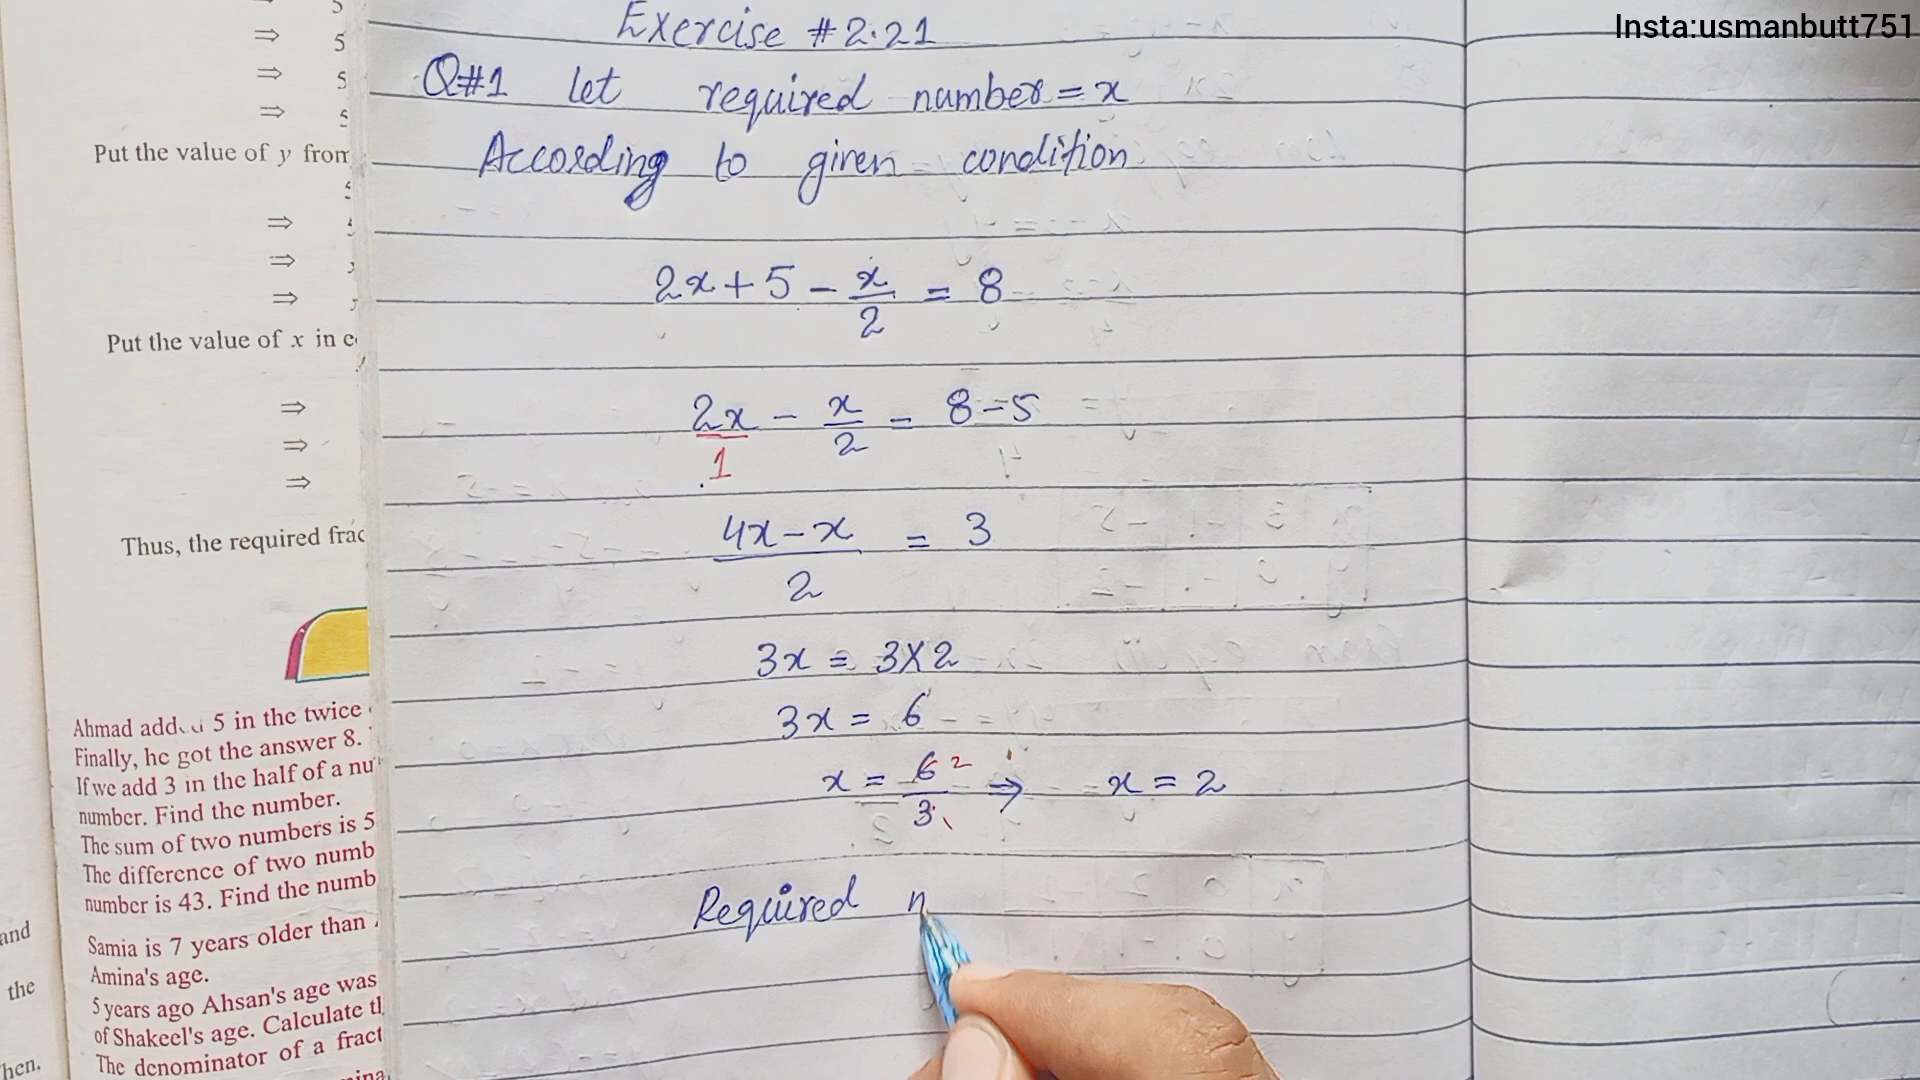 Insta:usmanbutt751
Exercise #2.21
Q#1 let required number = x
According to given condition
2x + 5 - x/2 = 8
2x/1 - x/2 = 8-5
4x-x/2 = 3
3x = 3X2
3x = 6
x = 6 2/3 ⇒ x = 2
Required n
5
⇒ 5
⇒ 5
⇒
Put the value of y from
⇒
⇒
⇒
Put the value of x in
⇒
⇒
⇒
Thus, the required frac
Ahmad added 5 in the twice
Finally, he got the answer 8.
If we add 3 in the half of a nu
number. Find the number.
The sum of two numbers is 5
The difference of two numb
number is 43. Find the numb
Samia is 7 years older than
Amina's age.
5 years ago Ahsan's age was
of Shakeel's age. Calculate
The denominator of a fract
and
the
hen,